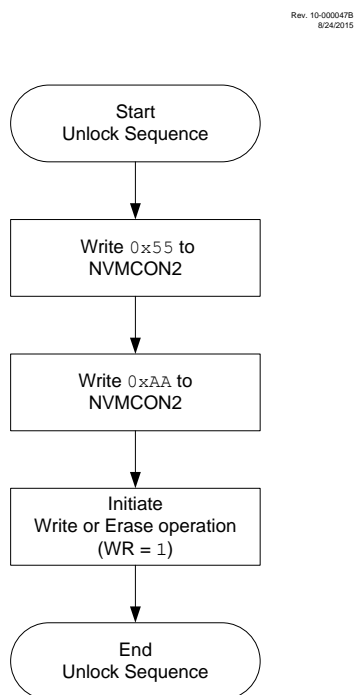 Rev. 10-000047B
8/24/2015
Start
Unlock Sequence
Write 0x55 to
NVMCON2
Write 0xAA to
NVMCON2
Initiate
Write or Erase operation
(WR = 1)
End
Unlock Sequence